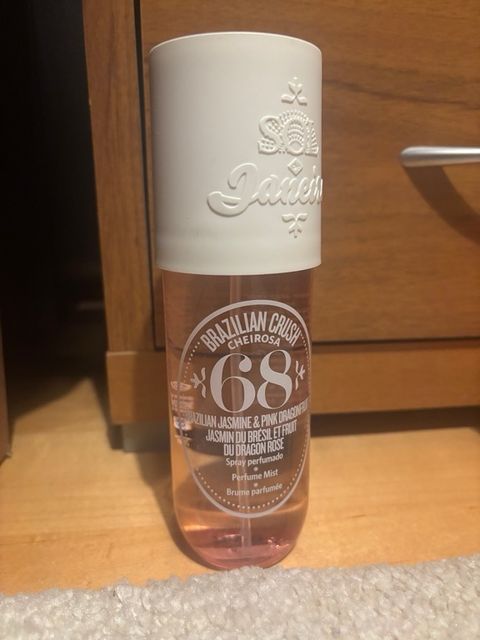 SOL
Janeiro
BRAZILIAN CRUSH
CHEIROSA
68
BRAZILIAN JASMINE & PINK DRAGONFRUIT
JASMIN DU BRÉSIL ET FRUIT
DU DRAGON ROSE
Spray perfumado
Perfume Mist
Brume parfumée